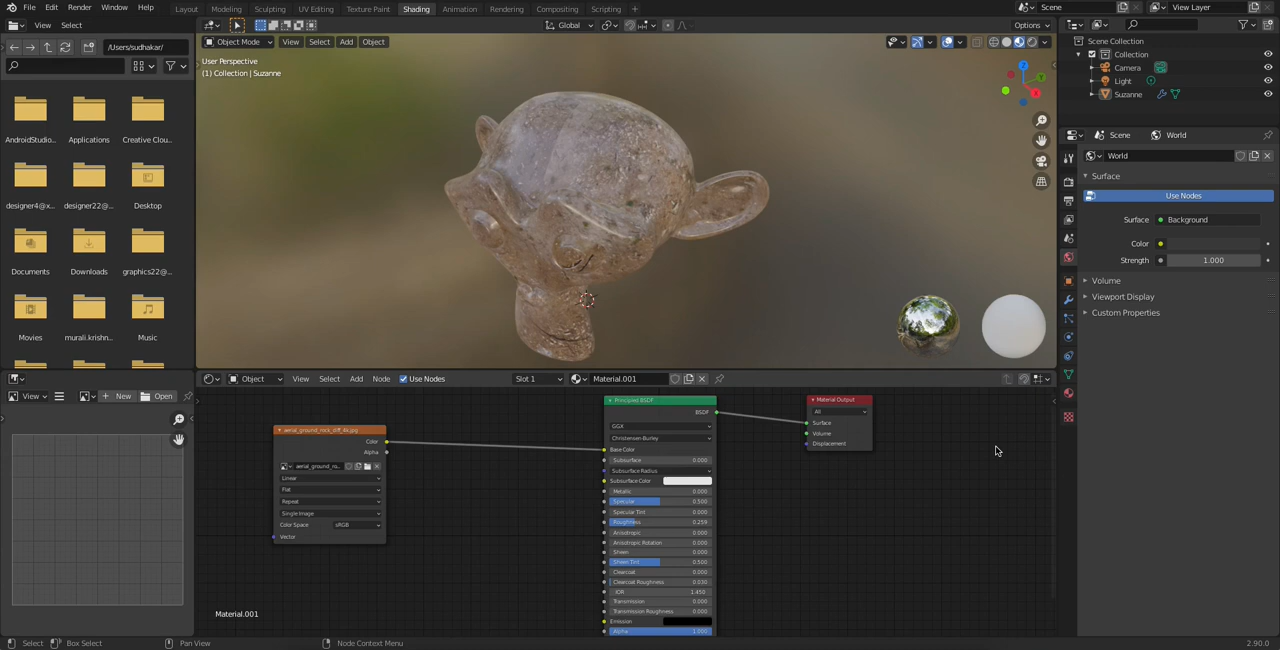 File Edit Render Window Help Layout Modeling Sculpting UV Editing Texture Paint Shading Animation Rendering Compositing Scripting + Scene View Layer
View Select Global Options
/Users/sudhakar/
Object Mode View Select Add Object
User Perspective
(1) Collection | Suzanne
AndroidStudio... Applications Creative Clou...
designer4@x... designer22@... Desktop
Documents Downloads graphics22@...
Movies murali.krishn... Music
Scene Collection
Collection
Camera
Light
Suzanne
Scene World
World
Surface
Use Nodes
Surface Background
Color
Strength 1.000
Volume
Viewport Display
Custom Properties
View + New Open
Object View Select Add Node Use Nodes Slot 1 Material.001
aerial_ground_rock_diff_4k.jpg
Color
Alpha
aerial_ground_ro...
Linear
Flat
Repeat
Single Image
Color Space sRGB
Vector
Principled BSDF
BSDF
GGX
Christensen-Burley
Base Color
Subsurface 0.000
Subsurface Radius
Subsurface Color
Metallic 0.000
Specular 0.500
Specular Tint 0.000
Roughness 0.259
Anisotropic 0.000
Anisotropic Rotation 0.000
Sheen 0.000
Sheen Tint 0.500
Clearcoat 0.000
Clearcoat Roughness 0.030
IOR 1.450
Transmission 0.000
Transmission Roughness 0.000
Emission
Alpha 1.000
Material Output
All
Surface
Volume
Displacement
Material.001
Select Box Select Pan View Node Context Menu 2.90.0